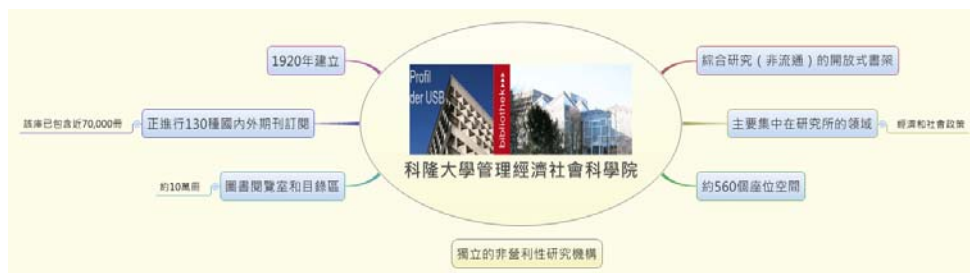 1920年建立
該庫已包含近70,000冊
正進行130種國內外期刊訂閱
約10萬冊
圖書閱覽室和目錄區
Profil
der USB
bibliothek
科隆大學管理經濟社會科學院
綜合研究(非流通)的開放式書架
主要集中在研究所的領域
經濟和社會政策
約560個座位空間
獨立的非營利性研究機構